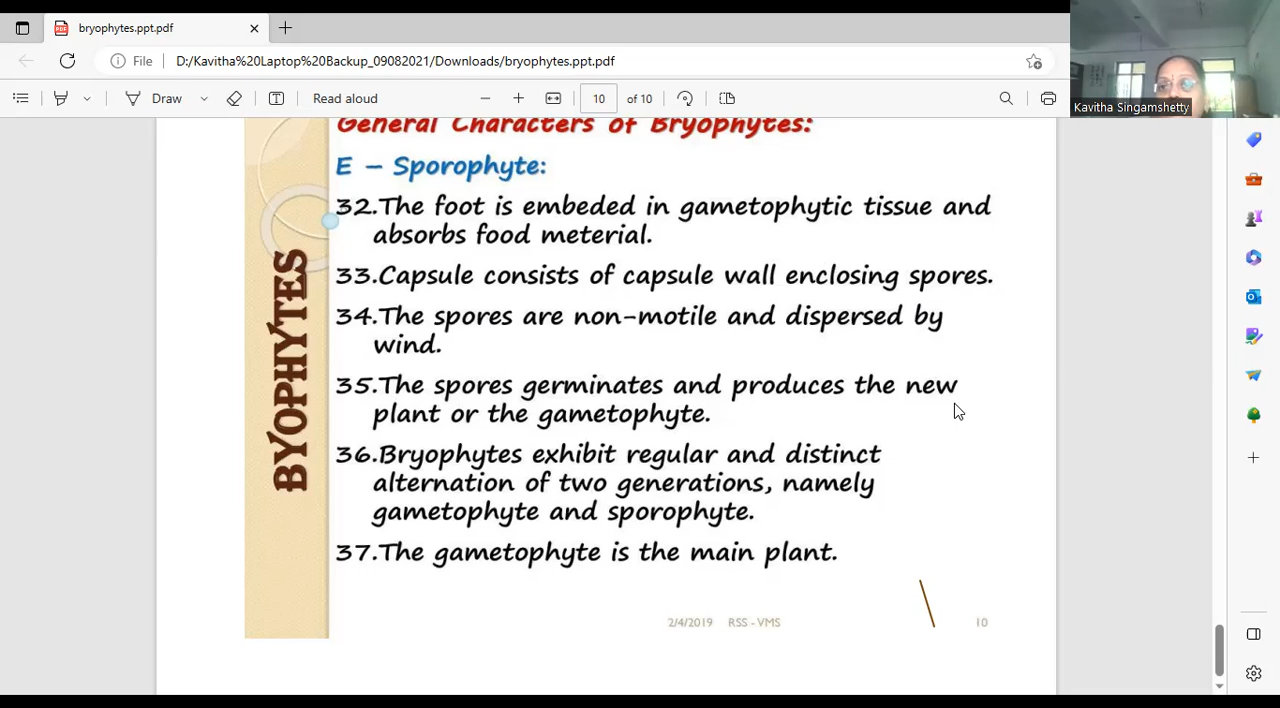 bryophytes.ppt.pdf
File
D:/Kavitha%20Laptop%20Backup_09082021/Downloads/bryophytes.ppt.pdf
Draw
Read aloud
10
of 10
Kavitha Singamshetty
General Characters of Bryophytes:
E – Sporophyte:
32.The foot is embeded in gametophytic tissue and
absorbs food meterial.
33.Capsule consists of capsule wall enclosing spores.
34.The spores are non-motile and dispersed by
wind.
35.The spores germinates and produces the new
plant or the gametophyte.
36.Bryophytes exhibit regular and distinct
alternation of two generations, namely
gametophyte and sporophyte.
37.The gametophyte is the main plant.
BYOPHYTES
2/4/2019 RSS - VMS
10